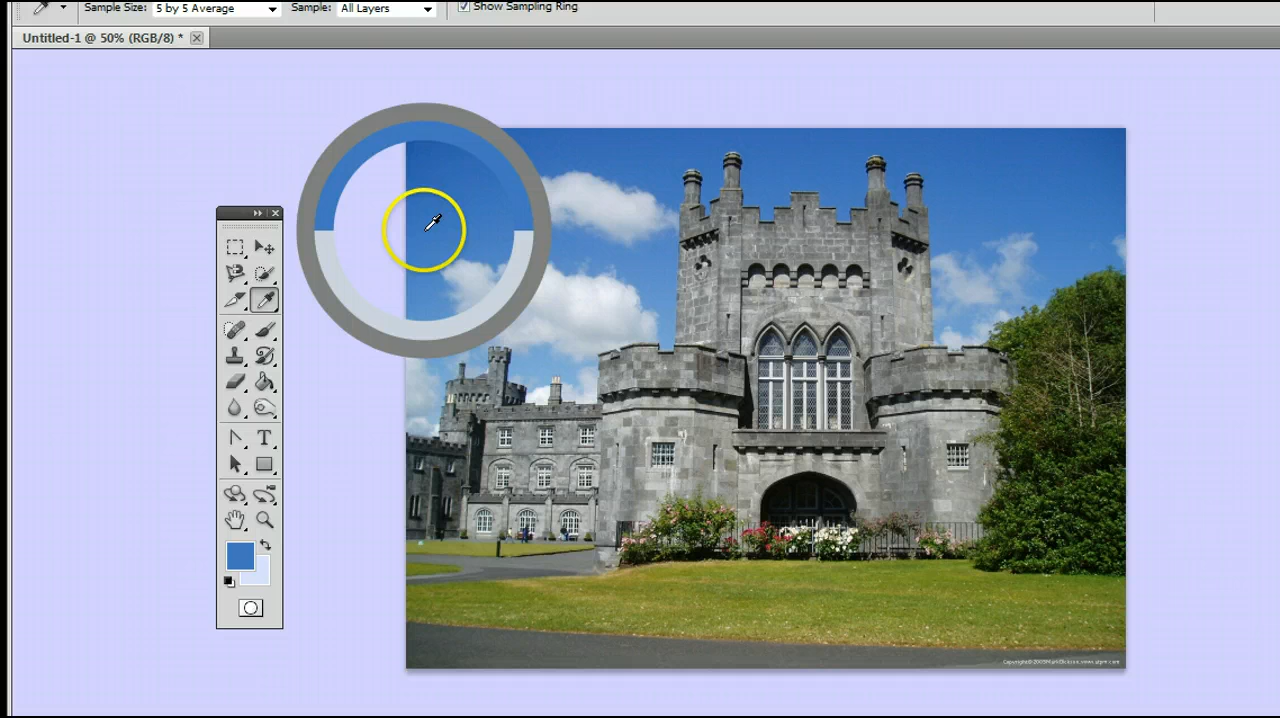 Sample Size: 5 by 5 Average Sample: All Layers Show Sampling Ring
Untitled-1 @ 50% (RGB/8) *
T